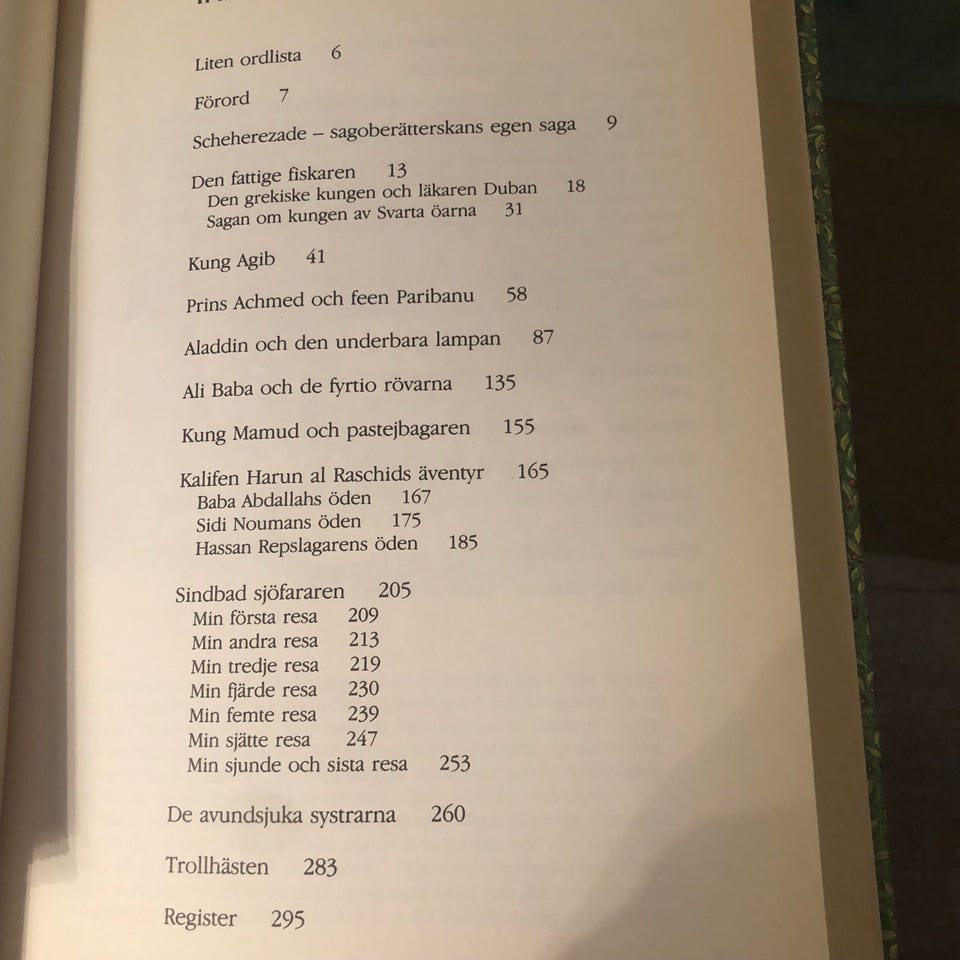 Liten ordlista 6
Förord 7
Scheherezade – sagoberätterskans egen saga 9
Den fattige fiskaren 13
Den grekiske kungen och läkaren Duban 18
Sagan om kungen av Svarta öarna 31
Kung Agib 41
Prins Achmed och feen Paribanu 58
Aladdin och den underbara lampan 87
Ali Baba och de fyrtio rövarna 135
Kung Mamud och pastejbagaren 155
Kalifen Harun al Raschids äventyr 165
Baba Abdallahs öden 167
Sidi Noumans öden 175
Hassan Repslagarens öden 185
Sindbad sjöfararen 205
Min första resa 209
Min andra resa 213
Min tredje resa 219
Min fjärde resa 230
Min femte resa 239
Min sjätte resa 247
Min sjunde och sista resa 253
De avundsjuka systrarna 260
Trollhästen 283
Register 295